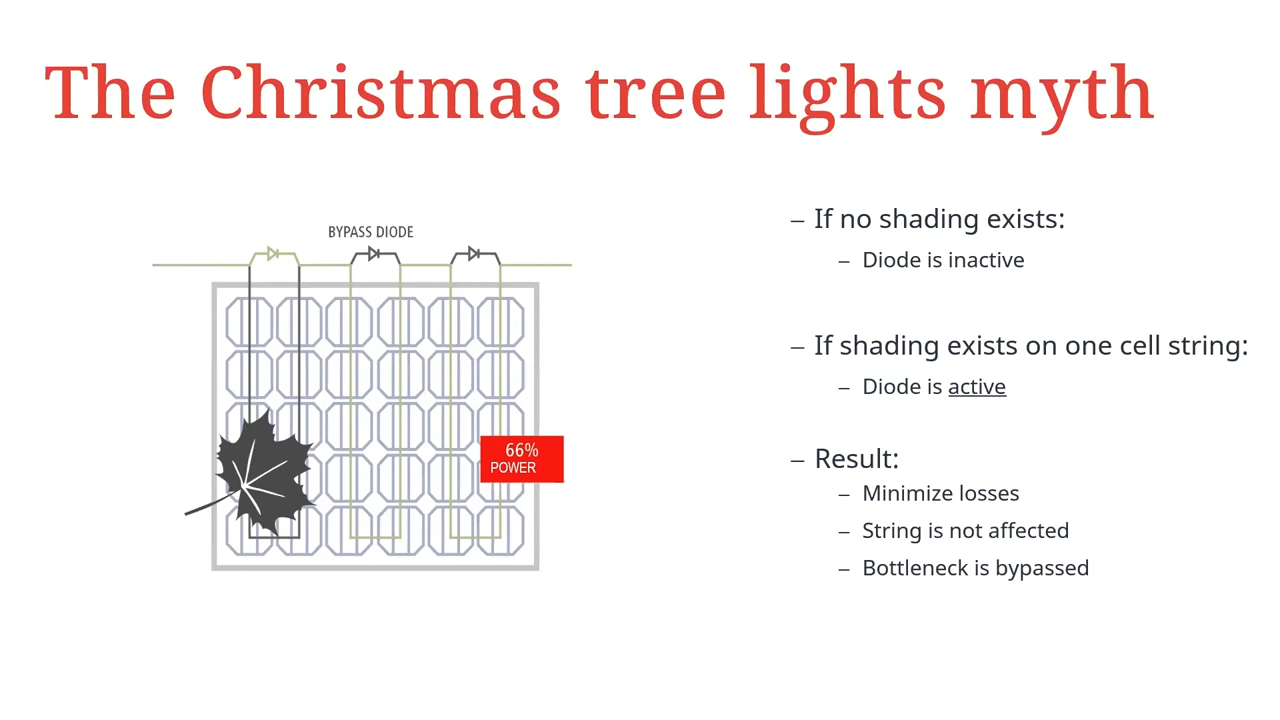 The Christmas tree lights myth
BYPASS DIODE
66%
POWER
– If no shading exists:
– Diode is inactive
– If shading exists on one cell string:
– Diode is active
– Result:
– Minimize losses
– String is not affected
– Bottleneck is bypassed